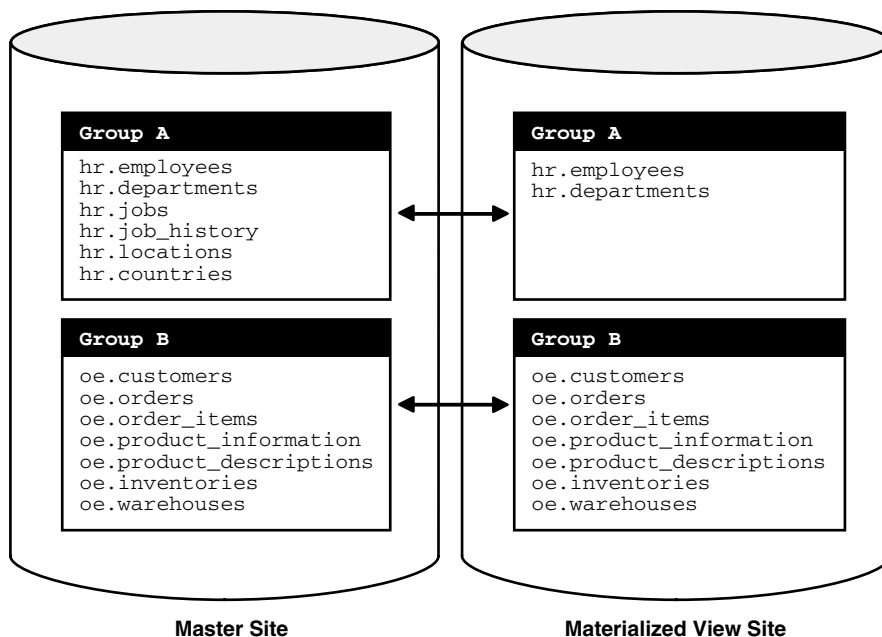 Group A
hr.employees
hr.departments
hr.jobs
hr.job_history
hr.locations
hr.countries
Group B
oe.customers
oe.orders
oe.order_items
oe.product_information
oe.product_descriptions
oe.inventories
oe.warehouses
Master Site
Group A
hr.employees
hr.departments
Group B
oe.customers
oe.orders
oe.order_items
oe.product_information
oe.product_descriptions
oe.inventories
oe.warehouses
Materialized View Site